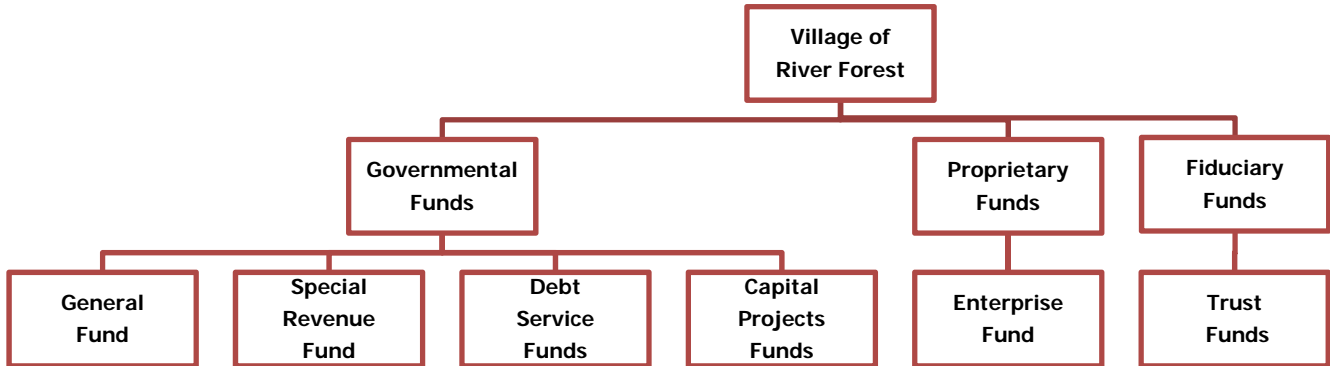 Village of
River Forest
Governmental
Funds
Proprietary
Funds
Fiduciary
Funds
General
Fund
Special
Revenue
Fund
Debt
Service
Funds
Capital
Projects
Funds
Enterprise
Fund
Trust
Funds